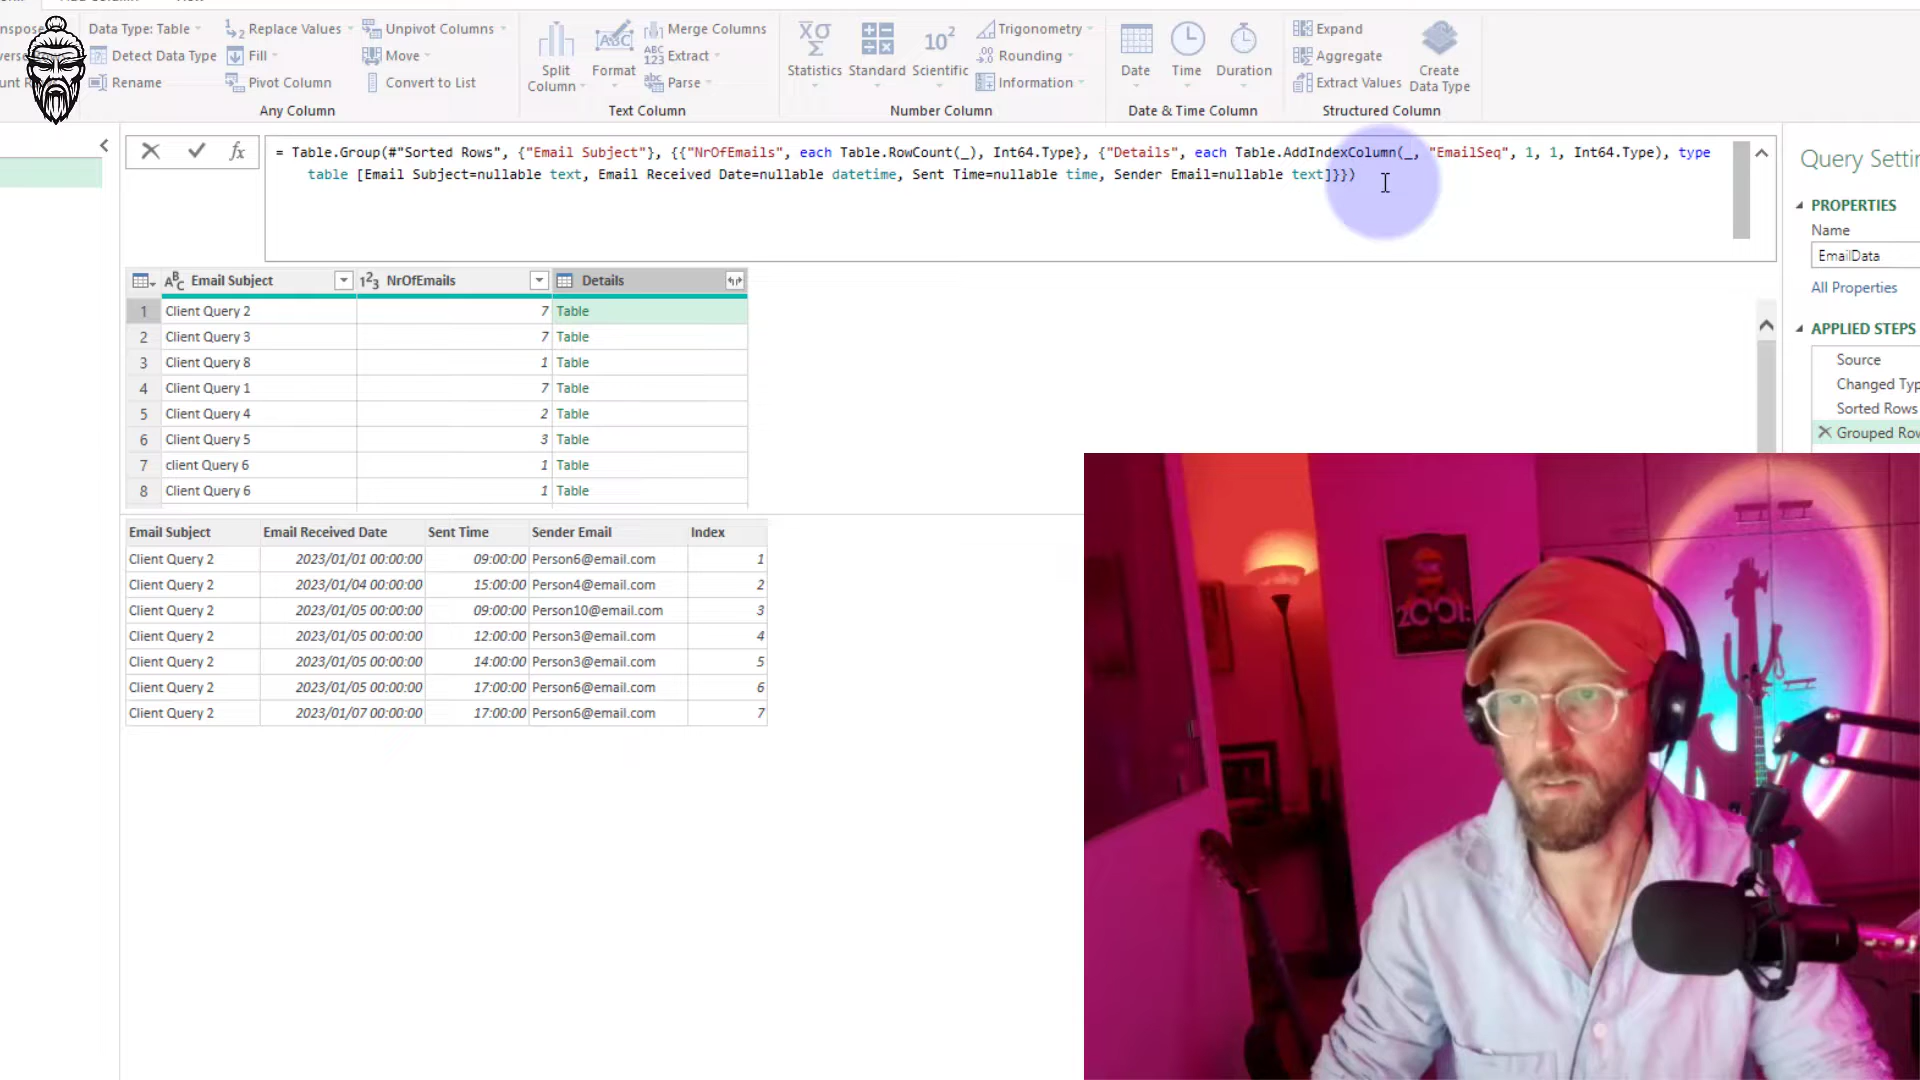 Data Type: Table
Replace Values
Unpivot Columns
Merge Columns
Trigonometry
Expand
Detect Data Type
Fill
Move
Split Column
Format
Extract
Statistics
Standard
Scientific
Rounding
Date
Time
Duration
Aggregate
Create Data Type
Rename
Pivot Column
Convert to List
Parse
Information
Extract Values
Any Column
Text Column
Number Column
Date & Time Column
Structured Column
= Table.Group(#"Sorted Rows", {"Email Subject"}, {{"NrOfEmails", each Table.RowCount(_), Int64.Type}, {"Details", each Table.AddIndexColumn(_, "EmailSeq", 1, 1, Int64.Type), type
table [Email Subject=nullable text, Email Received Date=nullable datetime, Sent Time=nullable time, Sender Email=nullable text]}})
Query Settin
PROPERTIES
Name
EmailData
All Properties
APPLIED STEPS
Source
Changed Typ
Sorted Rows
Grouped Rov
Email Subject NrOfEmails Details
1 Client Query 2 7 Table
2 Client Query 3 7 Table
3 Client Query 8 1 Table
4 Client Query 1 7 Table
5 Client Query 4 2 Table
6 Client Query 5 3 Table
7 client Query 6 1 Table
8 Client Query 6 1 Table
Email Subject Email Received Date Sent Time Sender Email Index
Client Query 2 2023/01/01 00:00:00 09:00:00 Person6@email.com 1
Client Query 2 2023/01/04 00:00:00 15:00:00 Person4@email.com 2
Client Query 2 2023/01/05 00:00:00 09:00:00 Person10@email.com 3
Client Query 2 2023/01/05 00:00:00 12:00:00 Person3@email.com 4
Client Query 2 2023/01/05 00:00:00 14:00:00 Person3@email.com 5
Client Query 2 2023/01/05 00:00:00 17:00:00 Person6@email.com 6
Client Query 2 2023/01/07 00:00:00 17:00:00 Person6@email.com 7
2001: